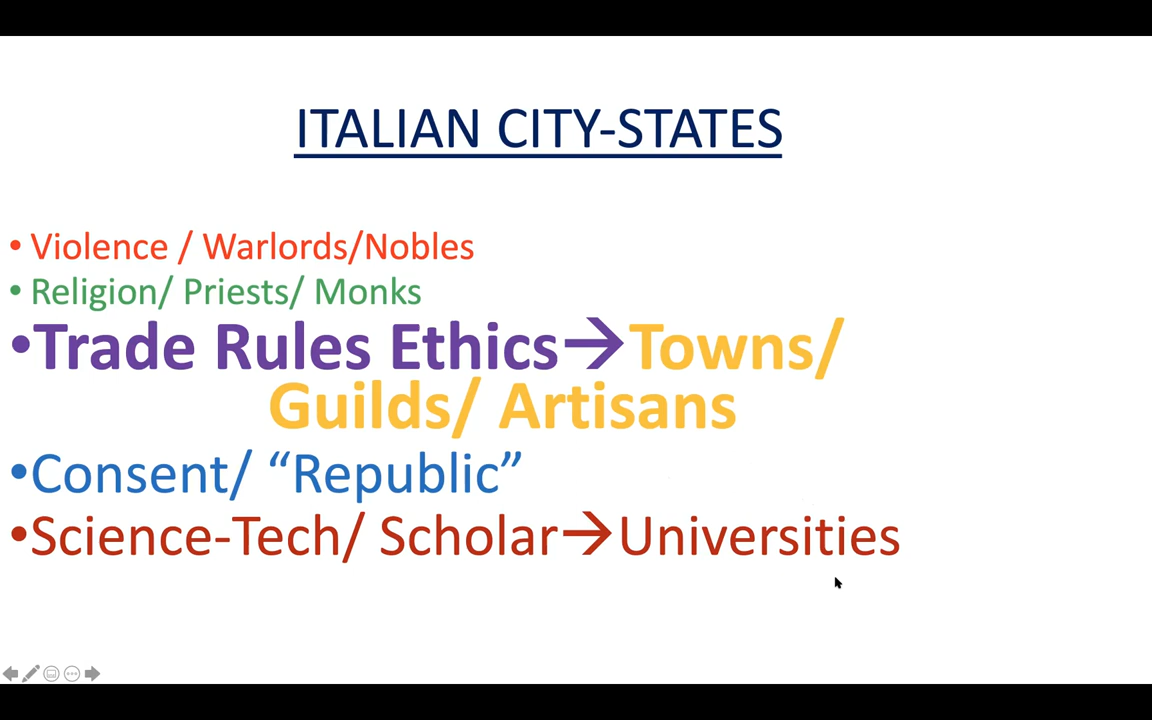 ITALIAN CITY-STATES
• Violence / Warlords/Nobles
• Religion/ Priests/ Monks
•Trade Rules Ethics→Towns/
Guilds/ Artisans
•Consent/ “Republic”
•Science-Tech/ Scholar→Universities